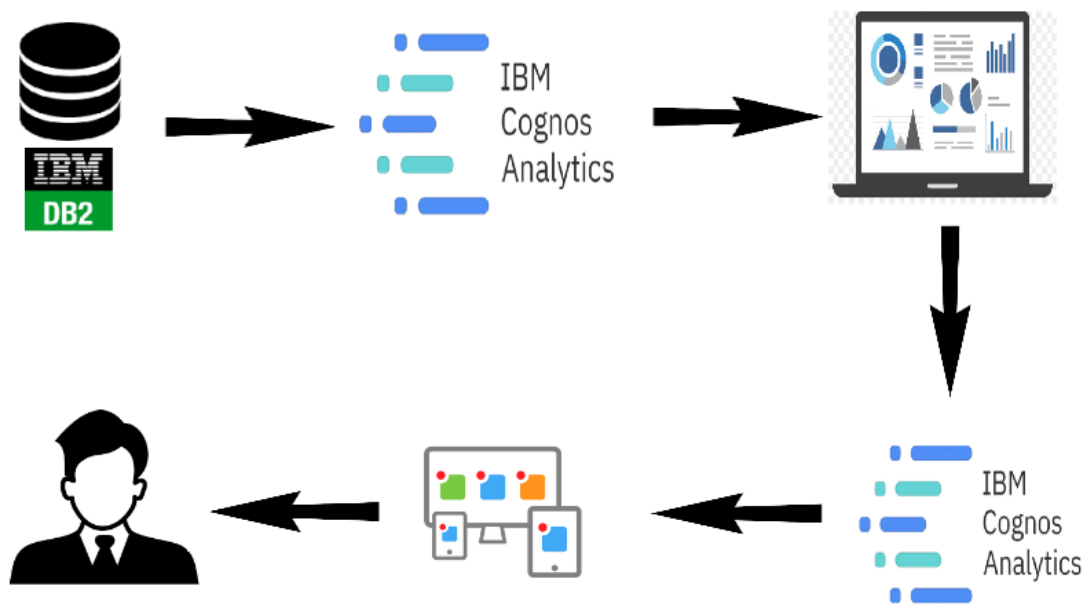 IBM
DB2
IBM
Cognos
Analytics
IBM
Cognos
Analytics